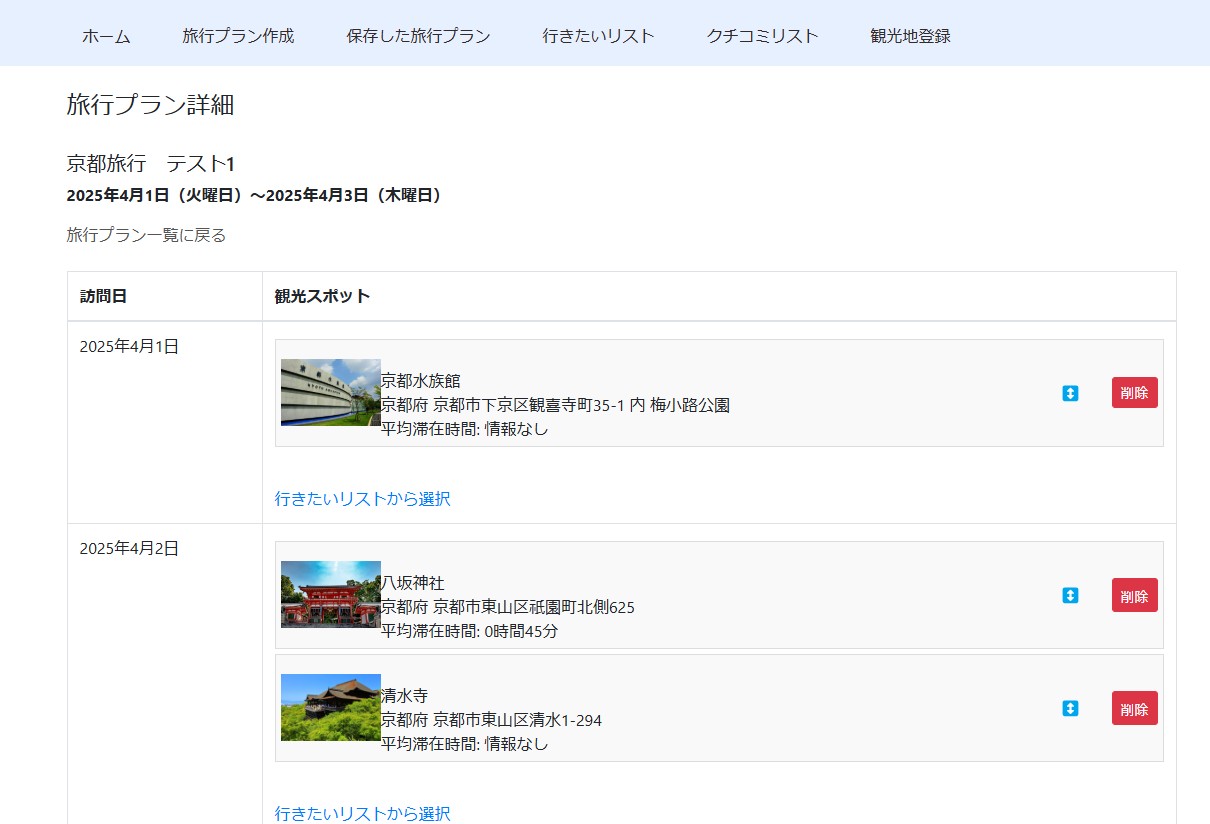 ホーム 旅行プラン作成 保存した旅行プラン 行きたいリスト クチコミリスト 観光地登録
旅行プラン詳細
京都旅行　テスト1
2025年4月1日（火曜日）～2025年4月3日（木曜日）
旅行プラン一覧に戻る
訪問日 観光スポット
2025年4月1日
京都水族館
京都府 京都市下京区観喜寺町35-1 内 梅小路公園
平均滞在時間: 情報なし
削除
行きたいリストから選択
2025年4月2日
八坂神社
京都府 京都市東山区祇園町北側625
平均滞在時間: 0時間45分
削除
清水寺
京都府 京都市東山区清水1-294
平均滞在時間: 情報なし
削除
行きたいリストから選択